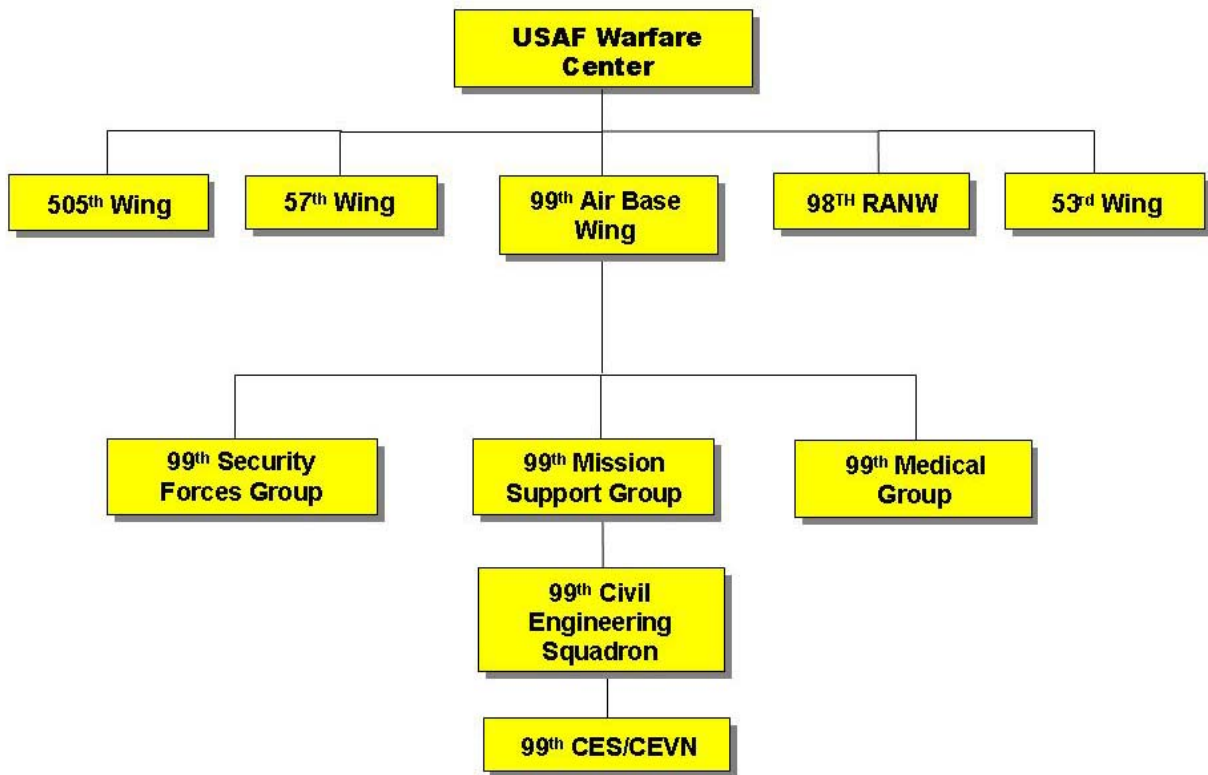 USAF Warfare
Center
505th Wing
57th Wing
99th Air Base
Wing
98TH RANW
53rd Wing
99th Security
Forces Group
99th Mission
Support Group
99th Medical
Group
99th Civil
Engineering
Squadron
99th CES/CEVN